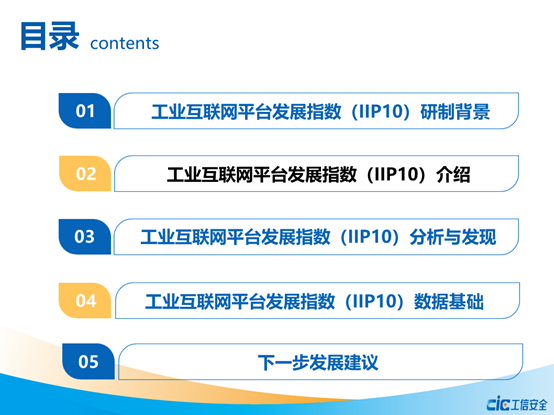 目录 contents
01 工业互联网平台发展指数（IIP10）研制背景
02 工业互联网平台发展指数（IIP10）介绍
03 工业互联网平台发展指数（IIP10）分析与发现
04 工业互联网平台发展指数（IIP10）数据基础
05 下一步发展建议
CIC工信安全